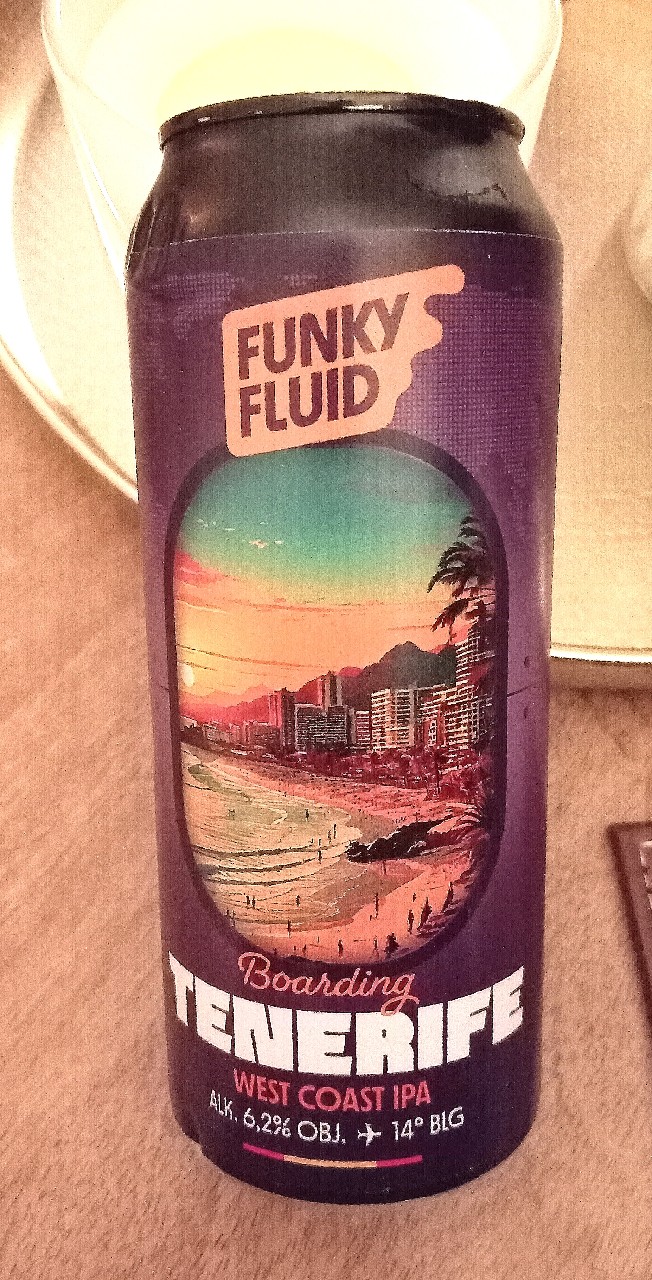 FUNKY
FLUID
Boarding
TENERIFE
WEST COAST IPA
ALK. 6,2% OBJ. ✈ 14° BLG